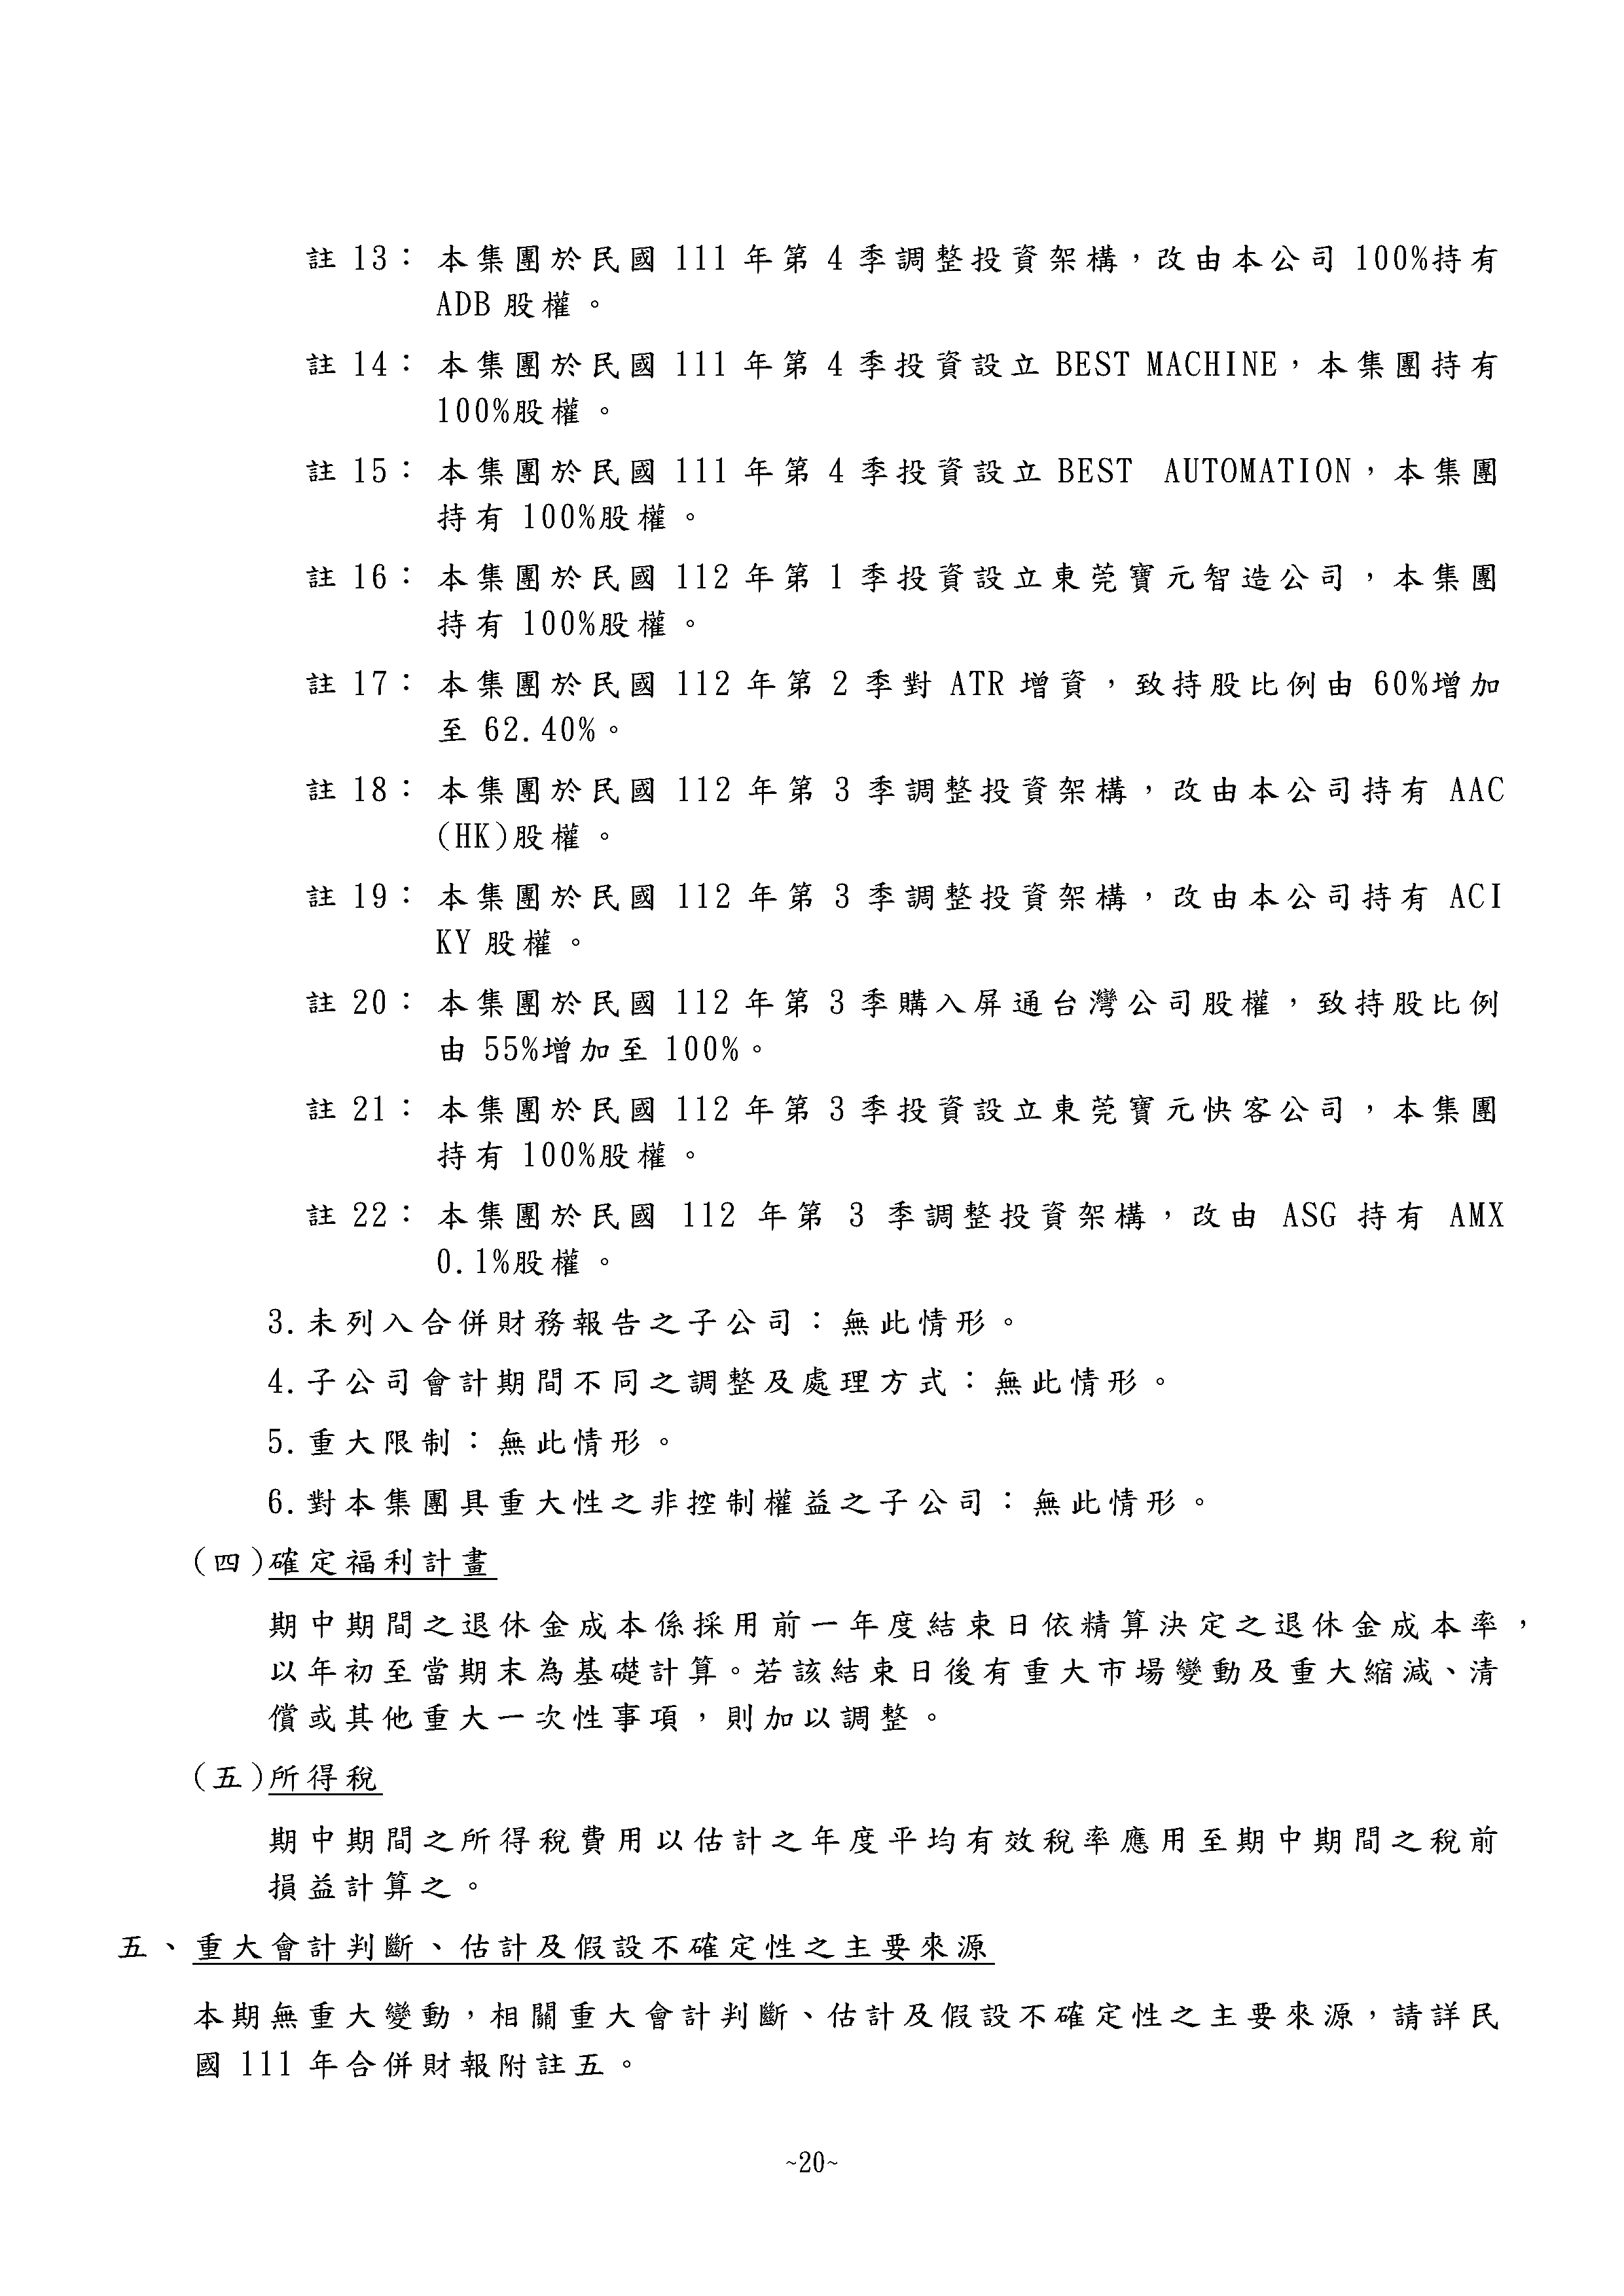 註 13： 本集團於民國 111 年第 4 季調整投資架構，改由本公司 100%持有
ADB 股權。
註 14： 本集團於民國 111 年第 4 季投資設立 BEST MACHINE，本集團持有
100%股權。
註 15： 本集團於民國 111 年第 4 季投資設立 BEST AUTOMATION，本集團
持有 100%股權。
註 16： 本集團於民國 112 年第 1 季投資設立東莞寶元智造公司，本集團
持有 100%股權。
註 17： 本集團於民國 112 年第 2 季對 ATR 增資，致持股比例由 60%增加
至 62.40%。
註 18： 本集團於民國 112 年第 3 季調整投資架構，改由本公司持有 AAC
(HK)股權。
註 19： 本集團於民國 112 年第 3 季調整投資架構，改由本公司持有 ACI
KY 股權。
註 20： 本集團於民國 112 年第 3 季購入屏通台灣公司股權，致持股比例
由 55%增加至 100%。
註 21： 本集團於民國 112 年第 3 季投資設立東莞寶元快客公司，本集團
持有 100%股權。
註 22： 本集團於民國 112 年第 3 季調整投資架構，改由 ASG 持有 AMX
0.1%股權。
3.未列入合併財務報告之子公司：無此情形。
4.子公司會計期間不同之調整及處理方式：無此情形。
5.重大限制：無此情形。
6.對本集團具重大性之非控制權益之子公司：無此情形。
(四)確定福利計畫
期中期間之退休金成本係採用前一年度結束日依精算決定之退休金成本率，
以年初至當期末為基礎計算。若該結束日後有重大市場變動及重大縮減、清
償或其他重大一次性事項，則加以調整。
(五)所得稅
期中期間之所得稅費用以估計之年度平均有效稅率應用至期中期間之稅前
損益計算之。
五、重大會計判斷、估計及假設不確定性之主要來源
本期無重大變動，相關重大會計判斷、估計及假設不確定性之主要來源，請詳民
國 111 年合併財報附註五。
~20~